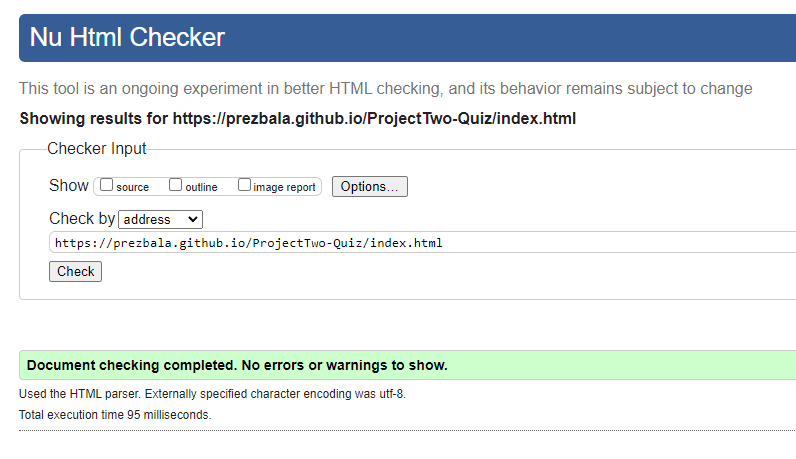 Nu Html Checker
This tool is an ongoing experiment in better HTML checking, and its behavior remains subject to change
Showing results for https://prezbala.github.io/ProjectTwo-Quiz/index.html
Checker Input
Show source outline image report Options...
Check by address
https://prezbala.github.io/ProjectTwo-Quiz/index.html
Check
Document checking completed. No errors or warnings to show.
Used the HTML parser. Externally specified character encoding was utf-8.
Total execution time 95 milliseconds.